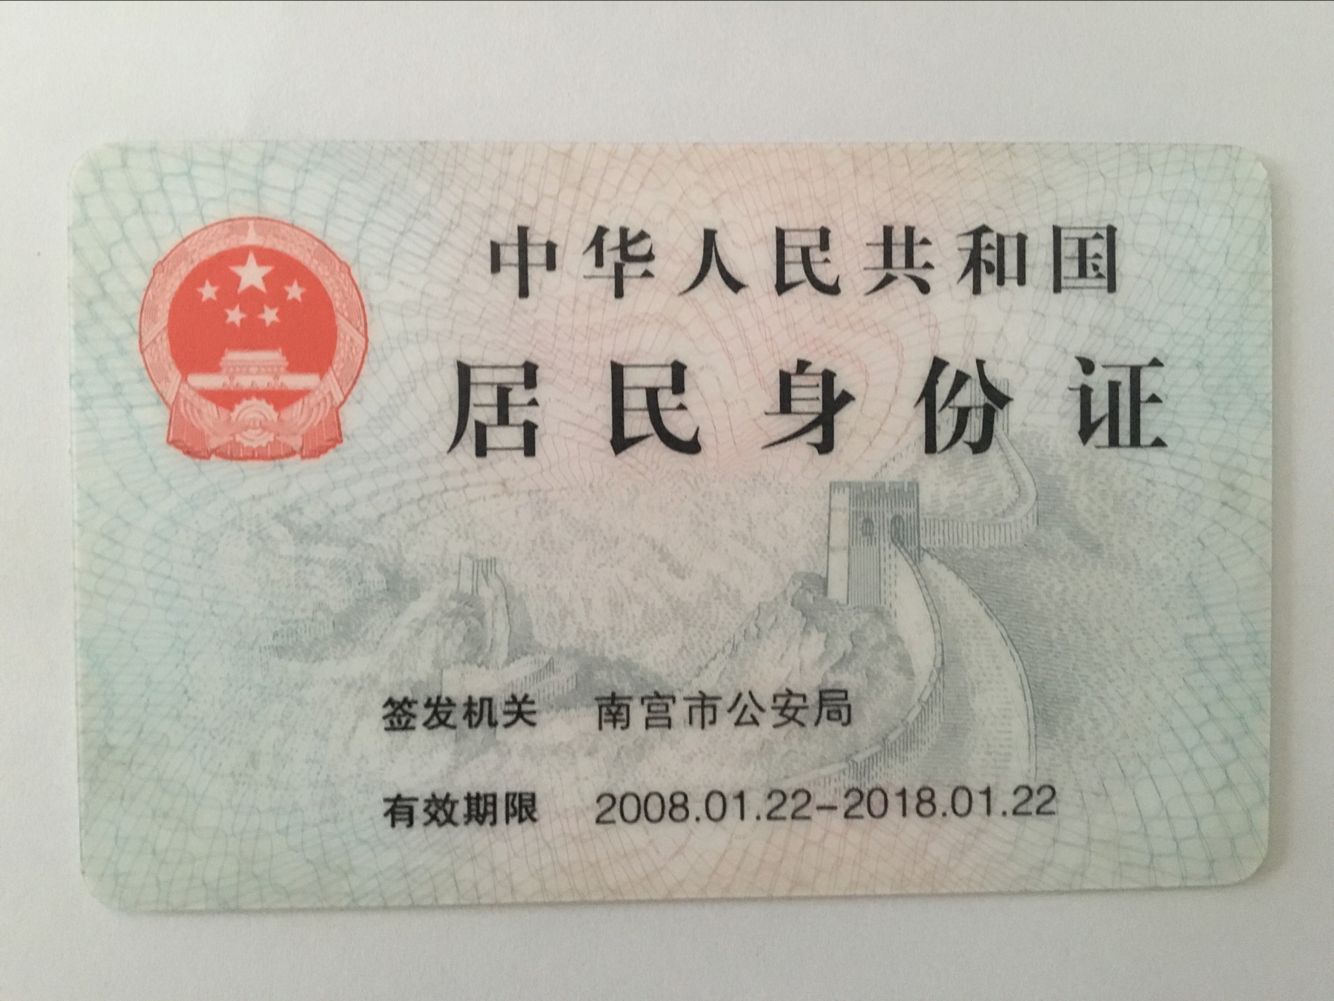 中华人民共和国
居民身份证
签发机关 南宫市公安局
有效期限 2008.01.22-2018.01.22